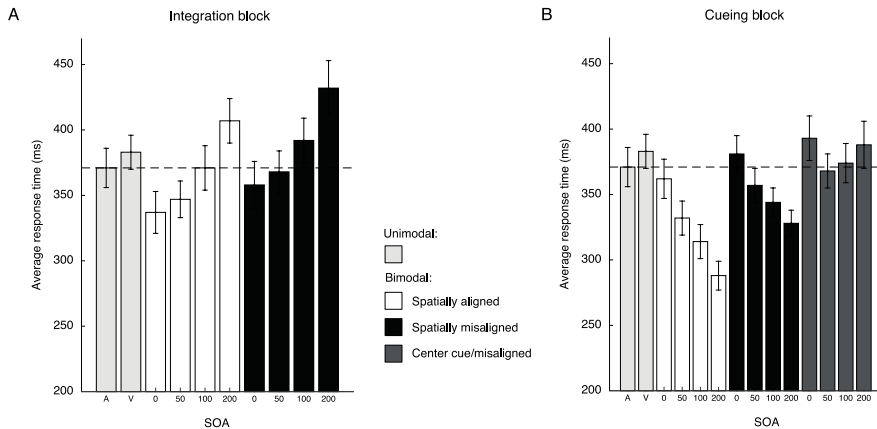 A
Integration block
450
400
350
300
250
200
Average response time (ms)
A V 0 50 100 200 0 50 100 200
SOA
Unimodal:
Bimodal:
Spatially aligned
Spatially misaligned
Center cue/misaligned
B
Cueing block
450
400
350
300
250
200
Average response time (ms)
A V 0 50 100 200 0 50 100 200 0 50 100 200
SOA